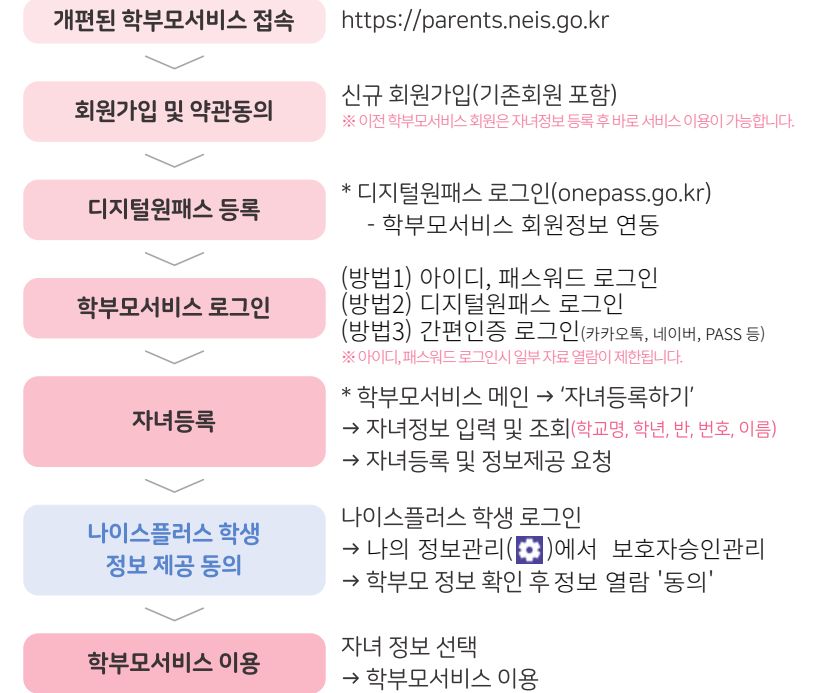 개편된 학부모서비스 접속
https://parents.neis.go.kr
회원가입 및 약관동의
신규 회원가입(기존회원 포함)
※ 이전 학부모서비스 회원은 자녀정보 등록 후 바로 서비스 이용이 가능합니다.
디지털원패스 등록
* 디지털원패스 로그인(onepass.go.kr)
- 학부모서비스 회원정보 연동
학부모서비스 로그인
(방법1) 아이디, 패스워드 로그인
(방법2) 디지털원패스 로그인
(방법3) 간편인증 로그인(카카오톡, 네이버, PASS 등)
※ 아이디, 패스워드 로그인시 일부 자료 열람이 제한됩니다.
자녀등록
* 학부모서비스 메인 → ‘자녀등록하기’
→ 자녀정보 입력 및 조회(학교명, 학년, 반, 번호, 이름)
→ 자녀등록 및 정보제공 요청
나이스플러스 학생
정보 제공 동의
나이스플러스 학생 로그인
→ 나의 정보관리( )에서 보호자승인관리
→ 학부모 정보 확인 후 정보 열람 '동의'
학부모서비스 이용
자녀 정보 선택
→ 학부모서비스 이용